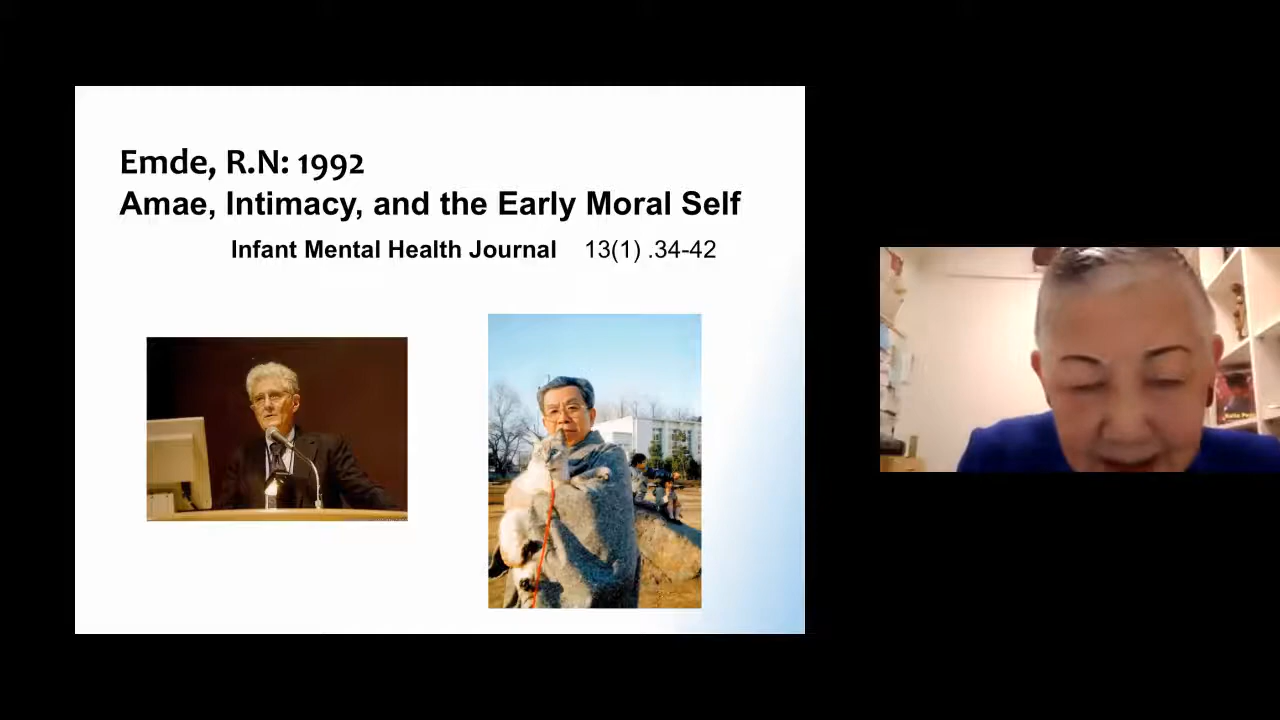 Emde, R.N: 1992
Amae, Intimacy, and the Early Moral Self
Infant Mental Health Journal 13(1) .34-42